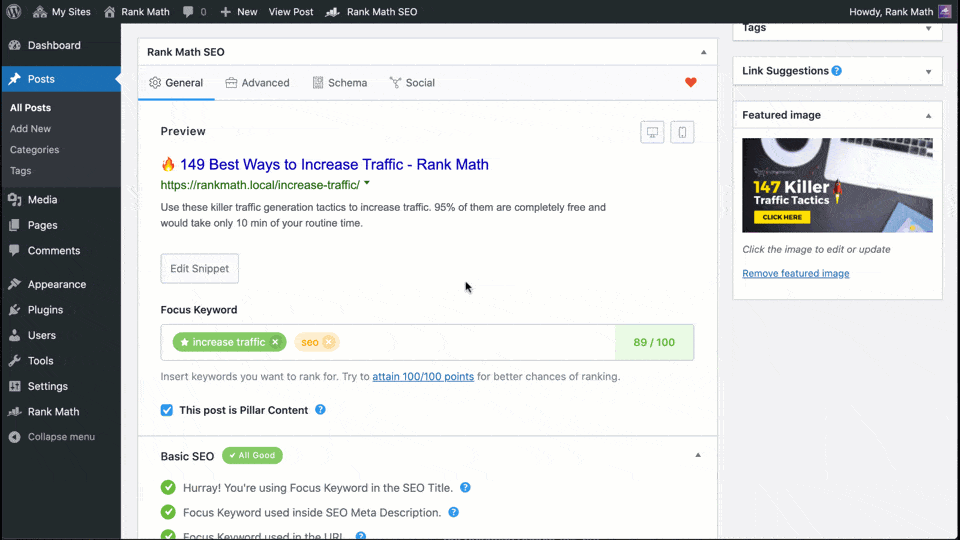 My Sites Rank Math 0 New View Post Rank Math SEO Howdy, Rank Math
Dashboard
Posts
All Posts
Add New
Categories
Tags
Media
Pages
Comments
Appearance
Plugins
Users
Tools
Settings
Rank Math
Collapse menu
Rank Math SEO
General Advanced Schema Social
Preview
🔥 149 Best Ways to Increase Traffic - Rank Math
https://rankmath.local/increase-traffic/
Use these killer traffic generation tactics to increase traffic. 95% of them are completely free and
would take only 10 min of your routine time.
Edit Snippet
Focus Keyword
increase traffic seo 89 / 100
Insert keywords you want to rank for. Try to attain 100/100 points for better chances of ranking.
This post is Pillar Content ?
Basic SEO All Good
Hurray! You're using Focus Keyword in the SEO Title. ?
Focus Keyword used inside SEO Meta Description. ?
Focus Keyword used in the URL. ?
Tags
Link Suggestions ?
Featured image
147 Killer
Traffic Tactics
CLICK HERE
Click the image to edit or update
Remove featured image